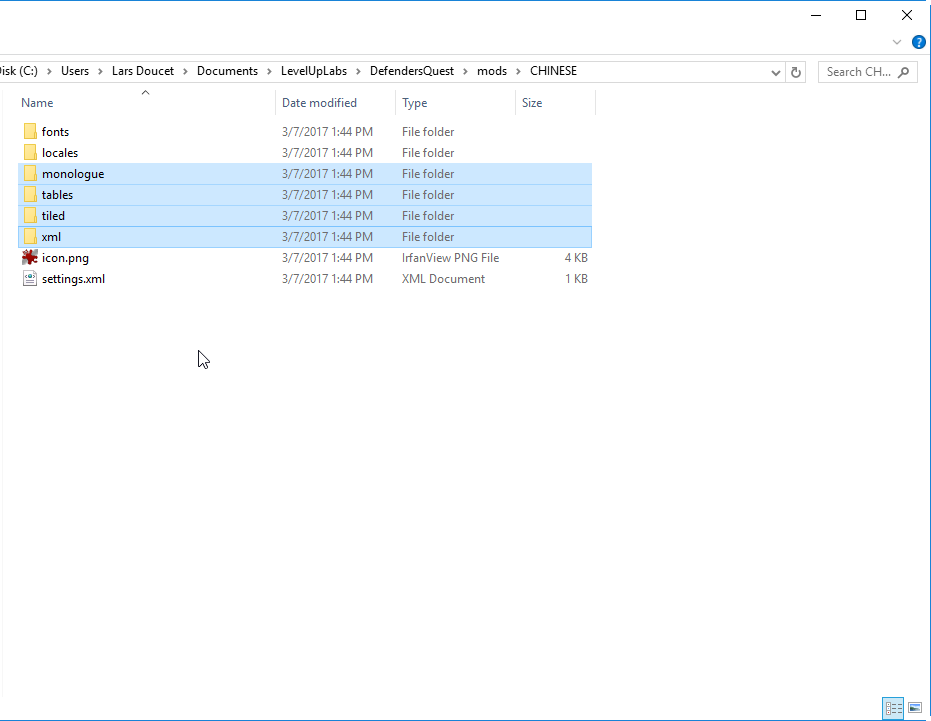 isk (C:) > Users > Lars Doucet > Documents > LevelUpLabs > DefendersQuest > mods > CHINESE Search CH...
Name Date modified Type Size
fonts 3/7/2017 1:44 PM File folder
locales 3/7/2017 1:44 PM File folder
monologue 3/7/2017 1:44 PM File folder
tables 3/7/2017 1:44 PM File folder
tiled 3/7/2017 1:44 PM File folder
xml 3/7/2017 1:44 PM File folder
icon.png 3/7/2017 1:44 PM IrfanView PNG File 4 KB
settings.xml 3/7/2017 1:44 PM XML Document 1 KB